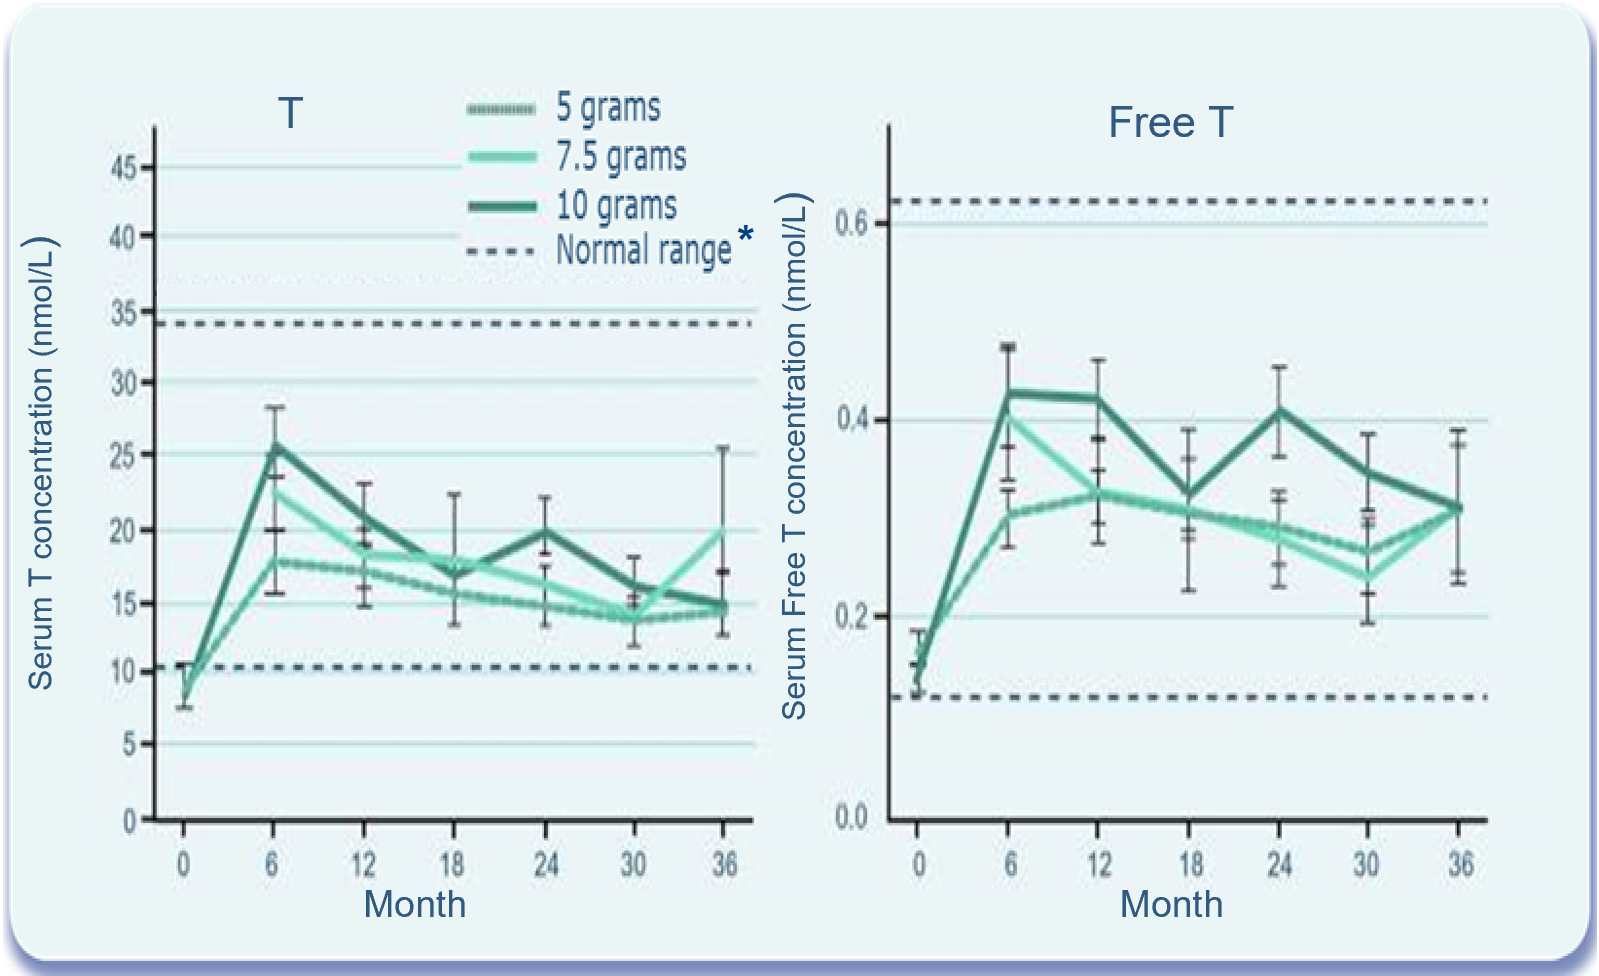 T
5 grams
7.5 grams
10 grams
Normal range *
Serum T concentration (nmol/L)
45
40
35
30
25
20
15
10
5
0
0 6 12 18 24 30 36
Month
Free T
Serum Free T concentration (nmol/L)
0.6
0.4
0.2
0.0
0 6 12 18 24 30 36
Month